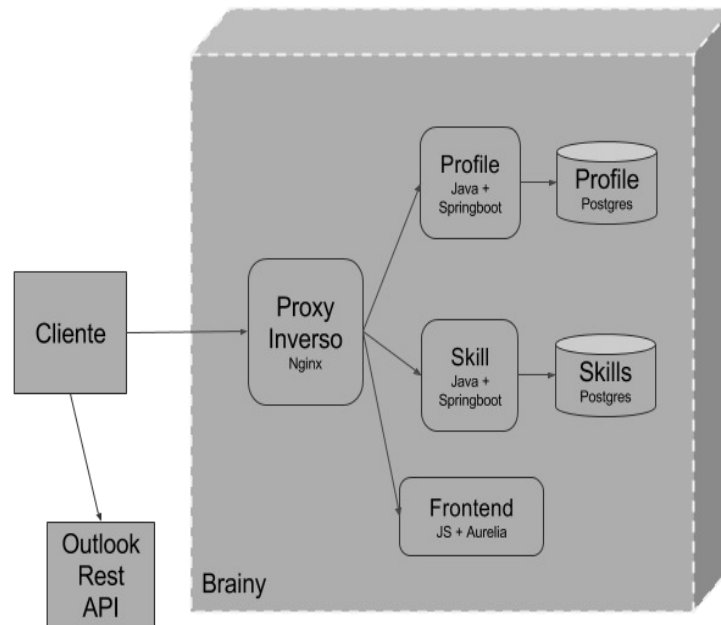 Profile
Java +
Springboot
Profile
Postgres
Cliente
Proxy
Inverso
Nginx
Skill
Java +
Springboot
Skills
Postgres
Frontend
JS + Aurelia
Outlook
Rest
API
Brainy